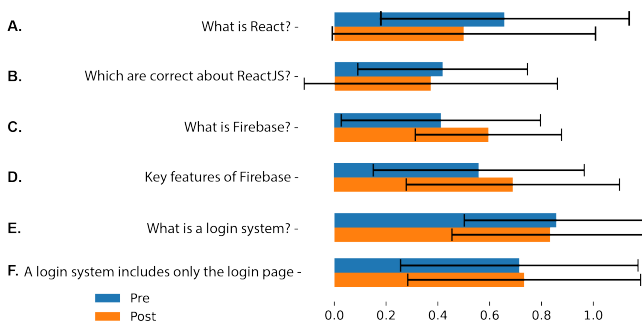 A. What is React? -
B. Which are correct about ReactJS? -
C. What is Firebase? -
D. Key features of Firebase -
E. What is a login system? -
F. A login system includes only the login page -
Pre
Post
0.0 0.2 0.4 0.6 0.8 1.0